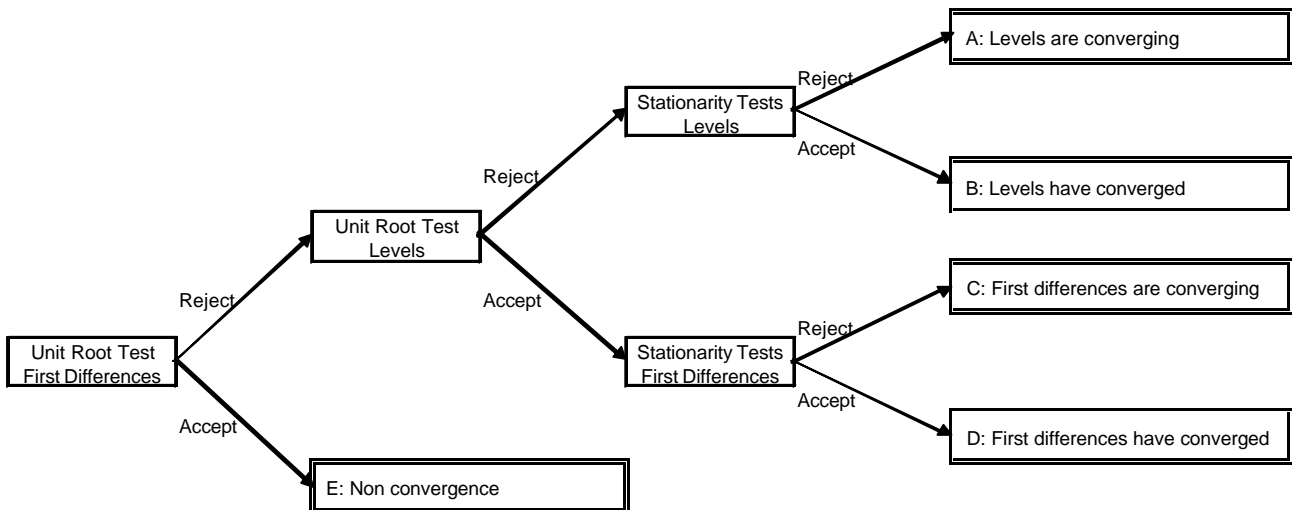 A: Levels are converging
Reject
Stationarity Tests
Levels
Accept
Reject
B: Levels have converged
Unit Root Test
Levels
C: First differences are converging
Reject
Accept
Reject
Unit Root Test
First Differences
Stationarity Tests
First Differences
Accept
Accept
D: First differences have converged
E: Non convergence